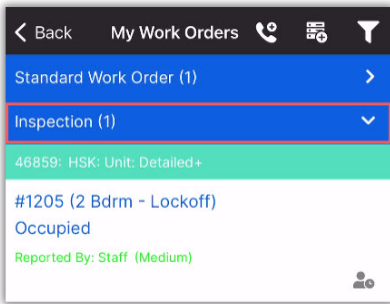 Back My Work Orders
Standard Work Order (1)
Inspection (1)
46859: HSK: Unit: Detailed+
#1205 (2 Bdrm - Lockoff)
Occupied
Reported By: Staff (Medium)